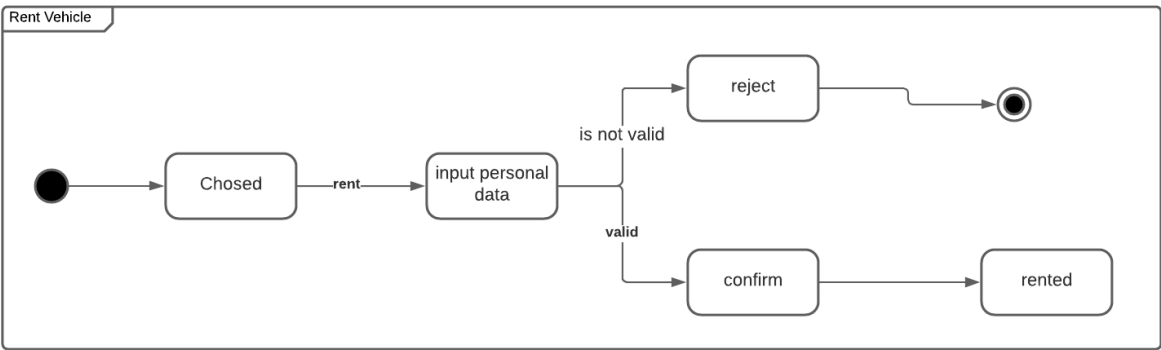 Rent Vehicle
reject
is not valid
Chosed
rent
input personal
data
valid
confirm
rented